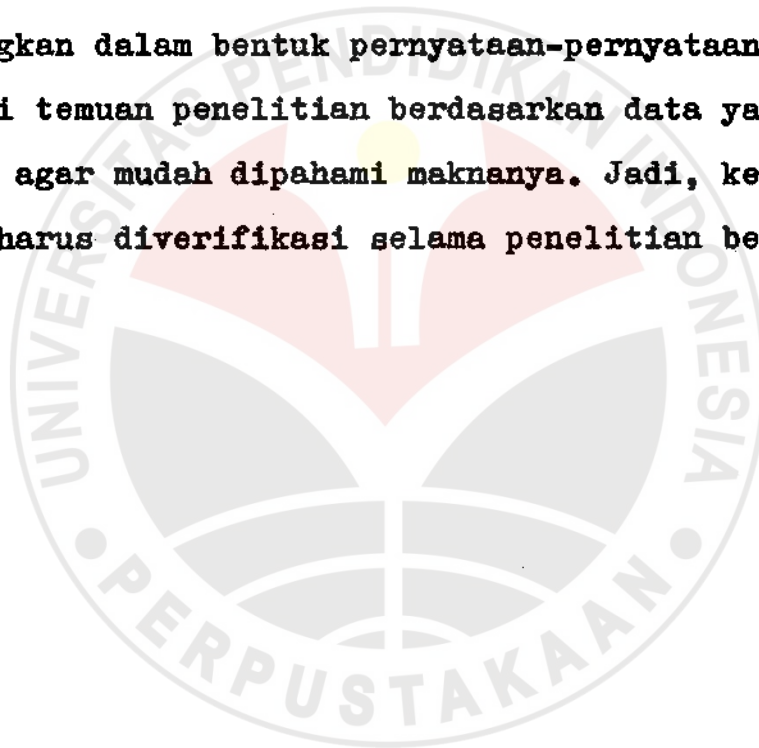 gkan dalam bentuk pernyataan-pernyataan
i temuan penelitian berdasarkan data ya
agar mudah dipahami maknanya. Jadi, ke
harus diverifikasi selama penelitian be
UNIVERSITAS PENDIDIKAN INDONESIA
• PERPUSTAKAAN •